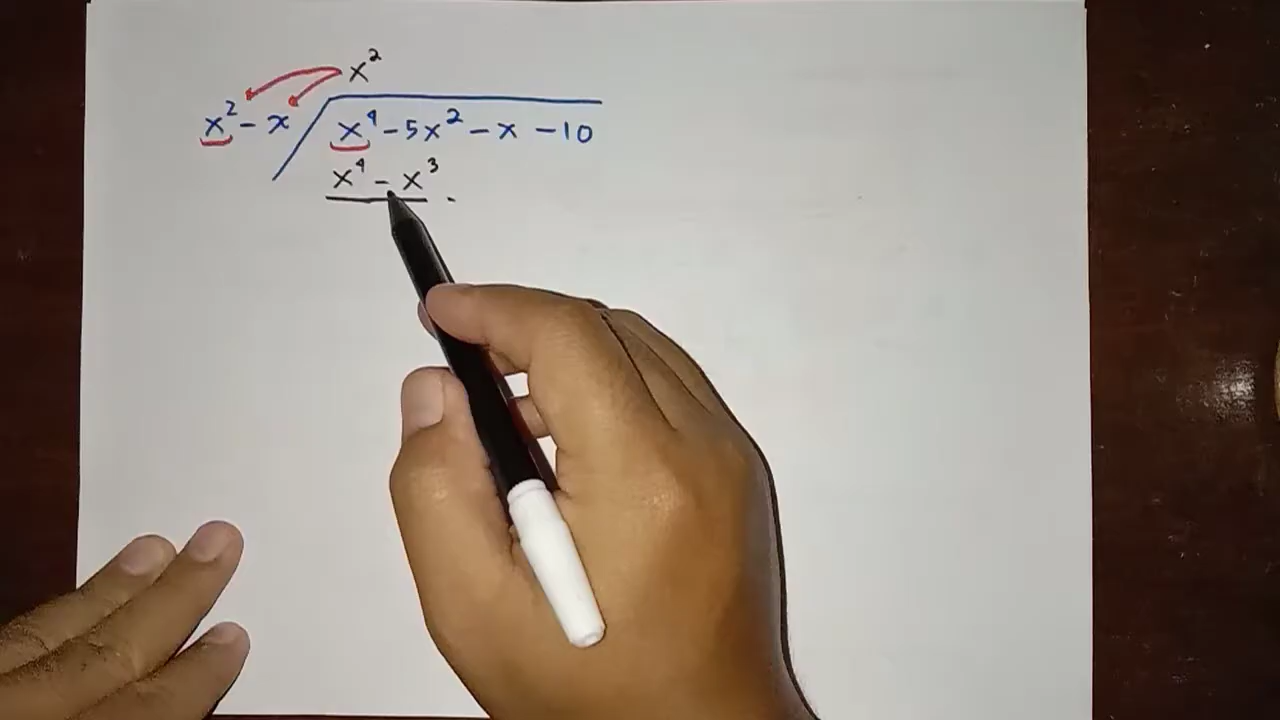 x²
x² - x / x⁴ - 5x² - x - 10
x⁴ - x³